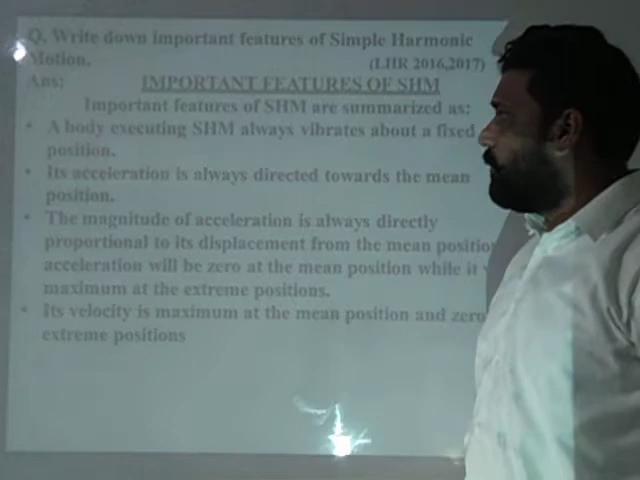 Q. Write down important features of Simple Harmonic
Motion. (LHR 2016,2017)
Ans: IMPORTANT FEATURES OF SHM
Important features of SHM are summarized as:
• A body executing SHM always vibrates about a fixed
position.
• Its acceleration is always directed towards the mean
position.
• The magnitude of acceleration is always directly
proportional to its displacement from the mean positio
acceleration will be zero at the mean position while it
maximum at the extreme positions.
• Its velocity is maximum at the mean position and zero
extreme positions